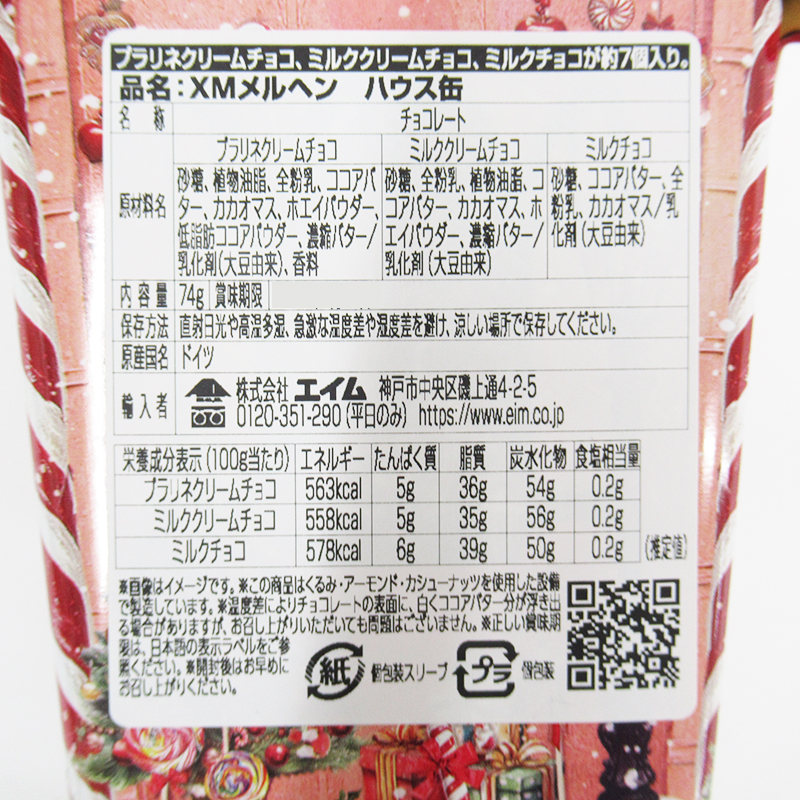 プラリネクリームチョコ、ミルククリームチョコ、ミルクチョコが約7個入り。
品名：XMメルヘン　ハウス缶
名　称　チョコレート
プラリネクリームチョコ　ミルククリームチョコ　ミルクチョコ
原材料名
砂糖、植物油脂、全粉乳、ココアバ
ター、カカオマス、ホエイパウダー、
低脂肪ココアパウダー、濃縮バター/
乳化剤(大豆由来)、香料
砂糖、全粉乳、植物油脂、コ
コアバター、カカオマス、ホ
エイパウダー、濃縮バター/
乳化剤(大豆由来)
砂糖、ココアバター、全
粉乳、カカオマス/乳
化剤(大豆由来)
内容量　74g　賞味期限
保存方法　直射日光や高温多湿、急激な温度差や湿度差を避け、涼しい場所で保存してください。
原産国名　ドイツ
輸入者　株式会社 エイム 神戸市中央区磯上通4-2-5
0120-351-290(平日のみ) https://www.eim.co.jp
栄養成分表示(100g当たり)　エネルギー　たんぱく質　脂質　炭水化物　食塩相当量
プラリネクリームチョコ　563kcal　5g　36g　54g　0.2g
ミルククリームチョコ　558kcal　5g　35g　56g　0.2g
ミルクチョコ　578kcal　6g　39g　50g　0.2g　(推定値)
※画像はイメージです。※この商品はくるみ・アーモンド・カシューナッツを使用した設備
で製造しています。※温度差によりチョコレートの表面に、白くココアバター分が浮き出
る場合がありますが、お召し上がりいただいても問題はございません。※正しい賞味期
限は、日本語の表示ラベルをご参
照ください。※開封後はお早めに
お召し上がりください。
紙　個包装スリーブ　プラ　個包装